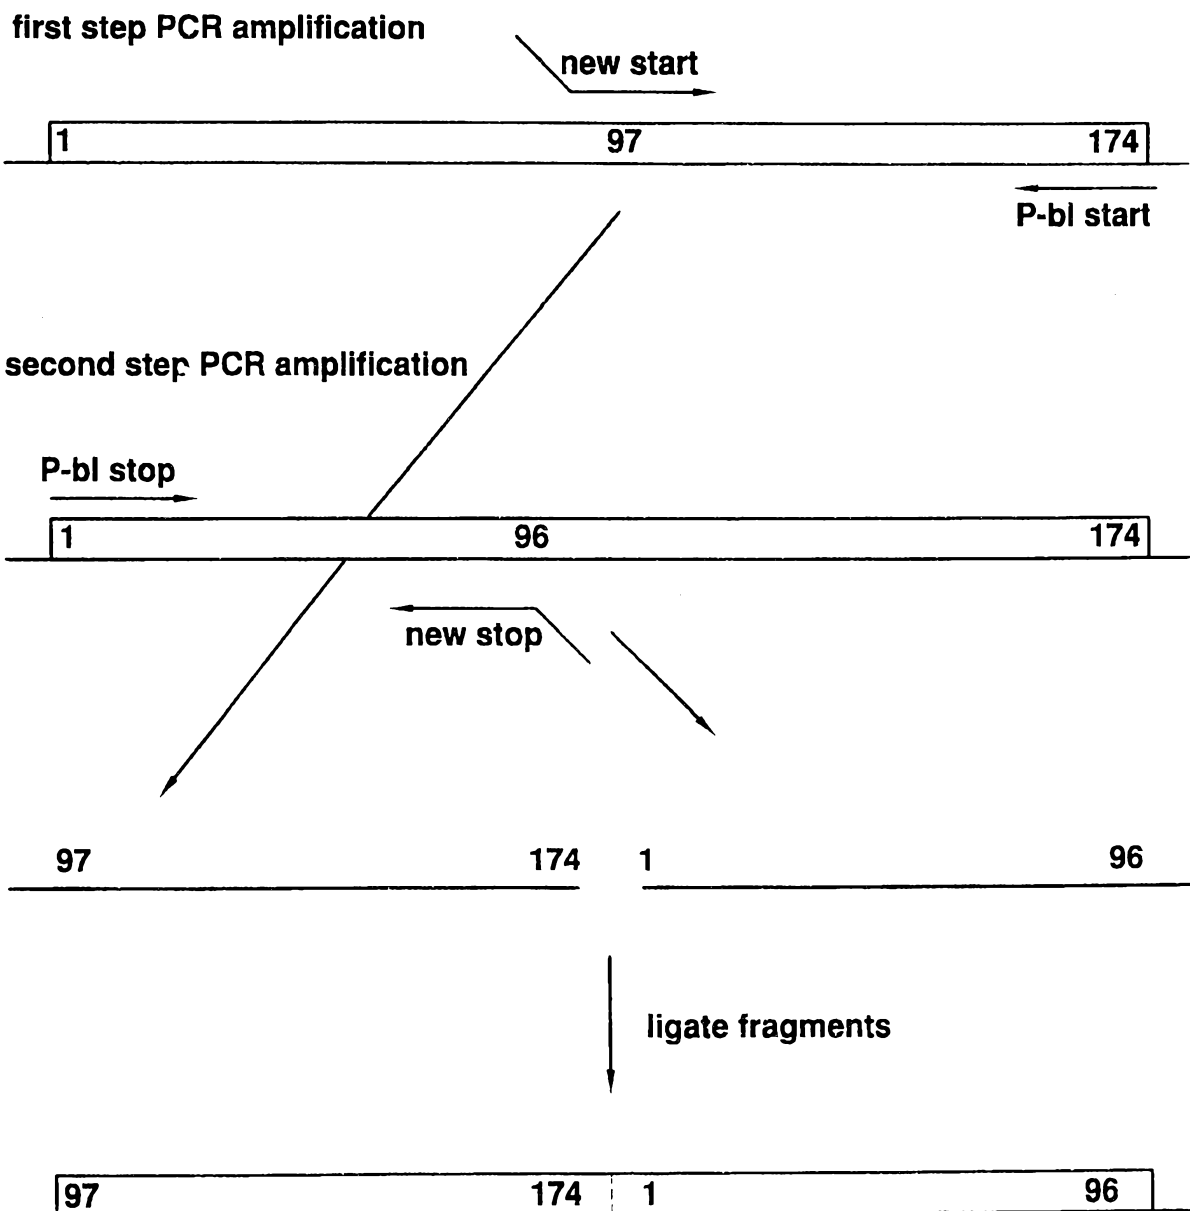 first step PCR amplification
new start
1 97 174
P-bl start
second step PCR amplification
P-bl stop
1 96 174
new stop
97 174 1 96
ligate fragments
97 174 1 96